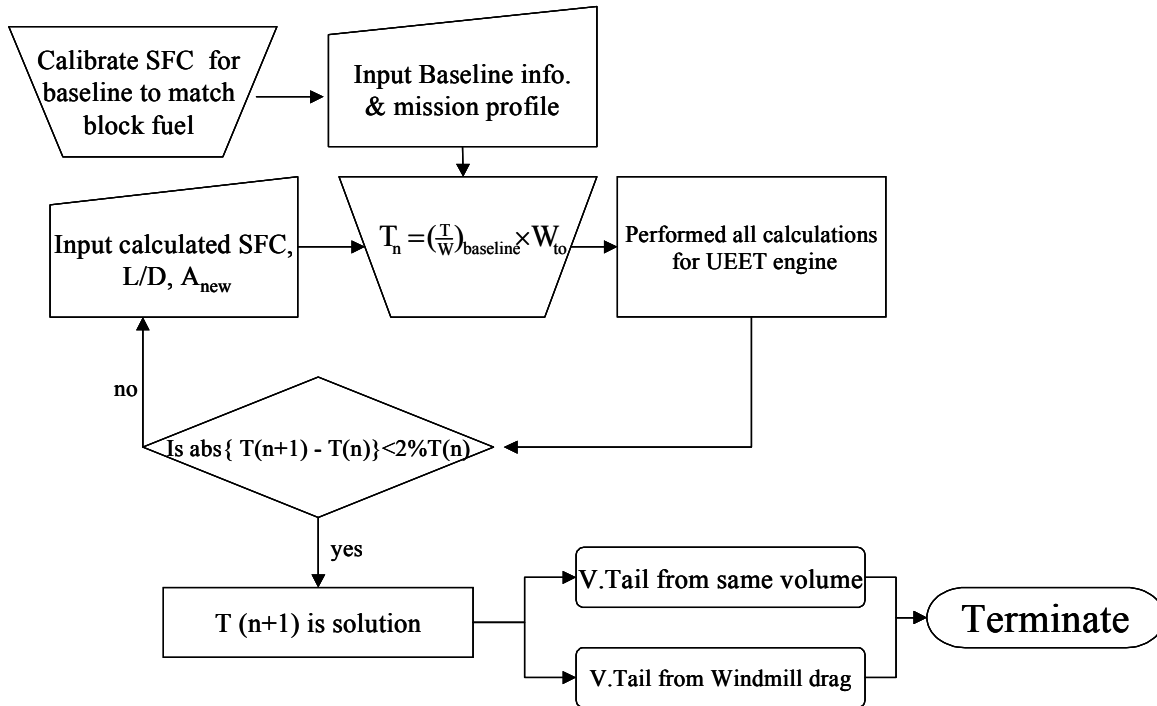 Calibrate SFC for
baseline to match
block fuel
Input Baseline info.
& mission profile
Input calculated SFC,
L/D, Aₙₑw
Tₙ = (T/W)baseline × Wto
Performed all calculations
for UEET engine
no
Is abs{ T(n+1) - T(n)}<2%T(n)
yes
T (n+1) is solution
V.Tail from same volume
V.Tail from Windmill drag
Terminate